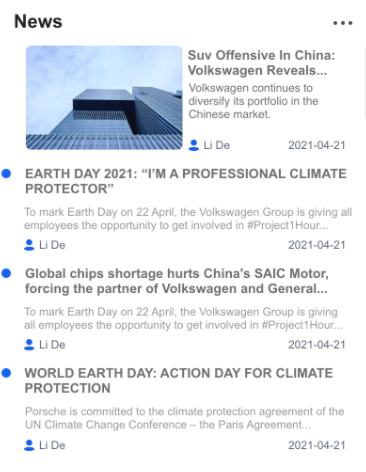 News
Suv Offensive In China:
Volkswagen Reveals...
Volkswagen continues to
diversify its portfolio in the
Chinese market.
Li De 2021-04-21
EARTH DAY 2021: “I’M A PROFESSIONAL CLIMATE
PROTECTOR”
To mark Earth Day on 22 April, the Volkswagen Group is giving all
employees the opportunity to get involved in #Project1Hour...
Li De 2021-04-21
Global chips shortage hurts China's SAIC Motor,
forcing the partner of Volkswagen and General...
To mark Earth Day on 22 April, the Volkswagen Group is giving
all employees the opportunity to get involved in #Project1Hour...
Li De 2021-04-21
WORLD EARTH DAY: ACTION DAY FOR CLIMATE
PROTECTION
Porsche is committed to the climate protection agreement of the
UN Climate Change Conference – the Paris Agreement...
Li De 2021-04-21